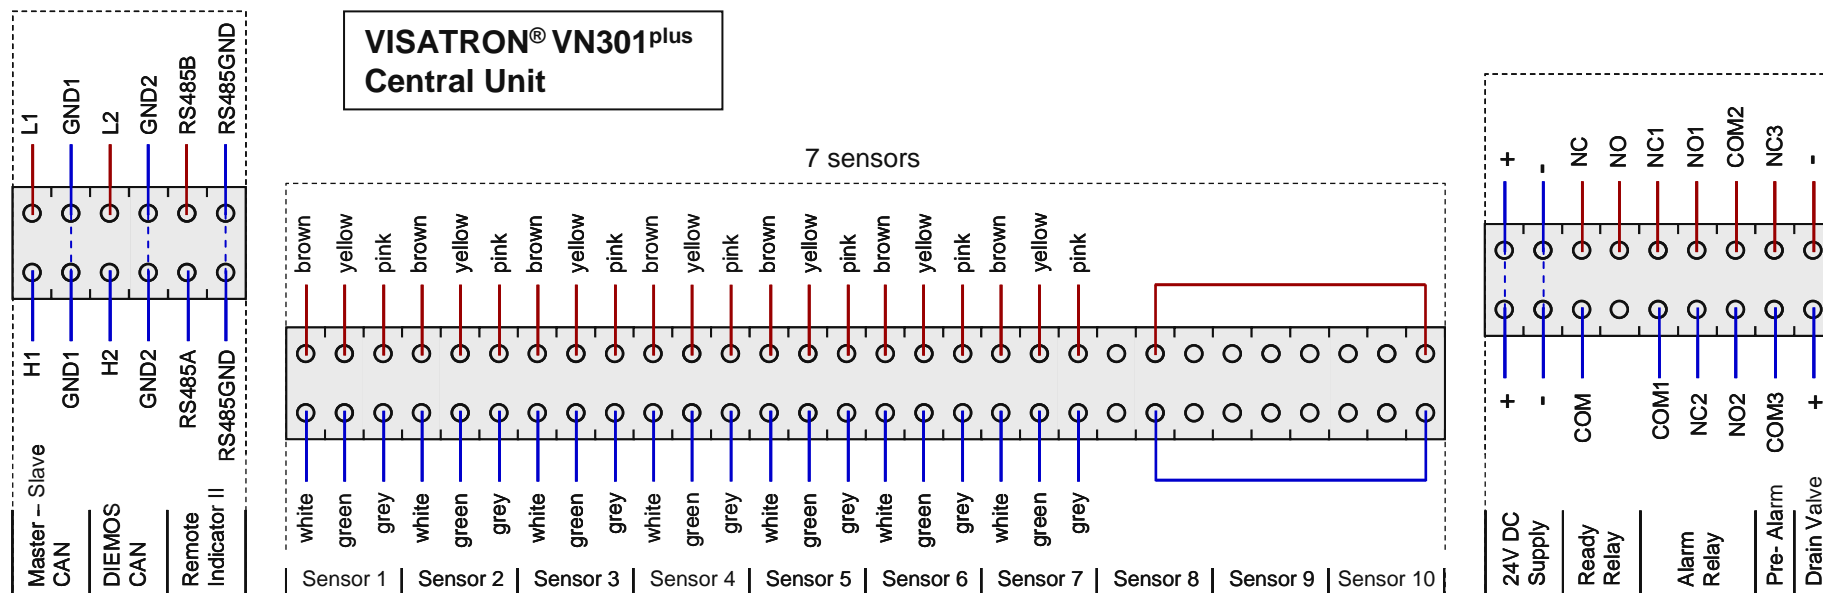 VISATRON® VN301plus
Central Unit
L1 GND1 L2 GND2 RS485B RS485GND
H1 GND1 H2 GND2 RS485A RS485GND
Master – Slave
CAN
DIEMOS
CAN
Remote
Indicator II
7 sensors
brown yellow pink brown yellow pink brown yellow pink brown yellow pink brown yellow pink brown yellow pink brown yellow pink
white green grey white green grey white green grey white green grey white green grey white green grey white green grey
Sensor 1 Sensor 2 Sensor 3 Sensor 4 Sensor 5 Sensor 6 Sensor 7 Sensor 8 Sensor 9 Sensor 10
+ - NC NO NC1 NO1 COM2 NC3 -
+ - COM COM1 NC2 NO2 COM3 +
24V DC
Supply
Ready
Relay
Alarm
Relay
Pre- Alarm
Drain Valve